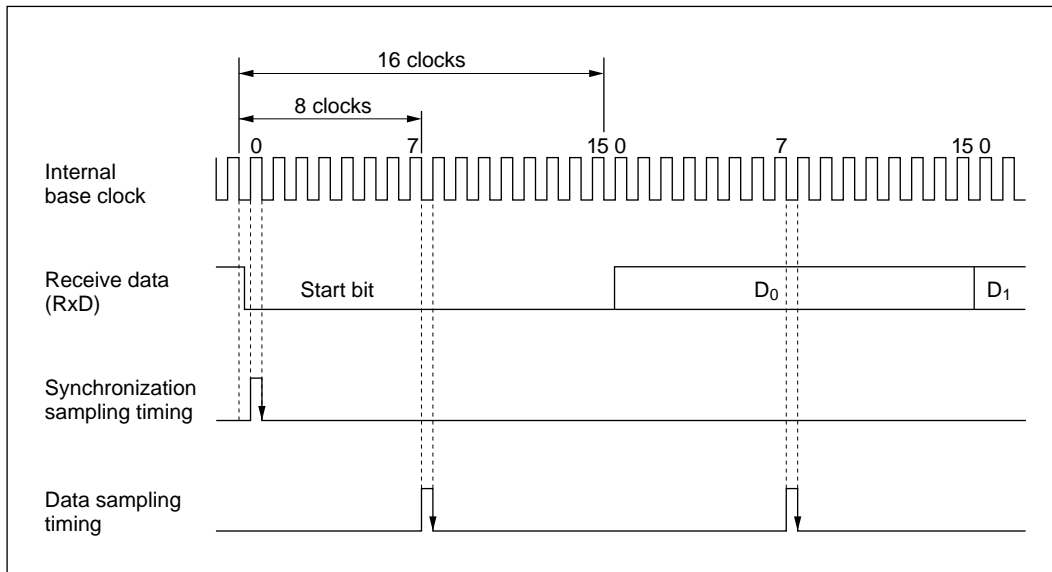 16 clocks
8 clocks
0 7 15 0 7 15 0
Internal
base clock
Receive data
(RxD)
Start bit D₀ D₁
Synchronization
sampling timing
Data sampling
timing